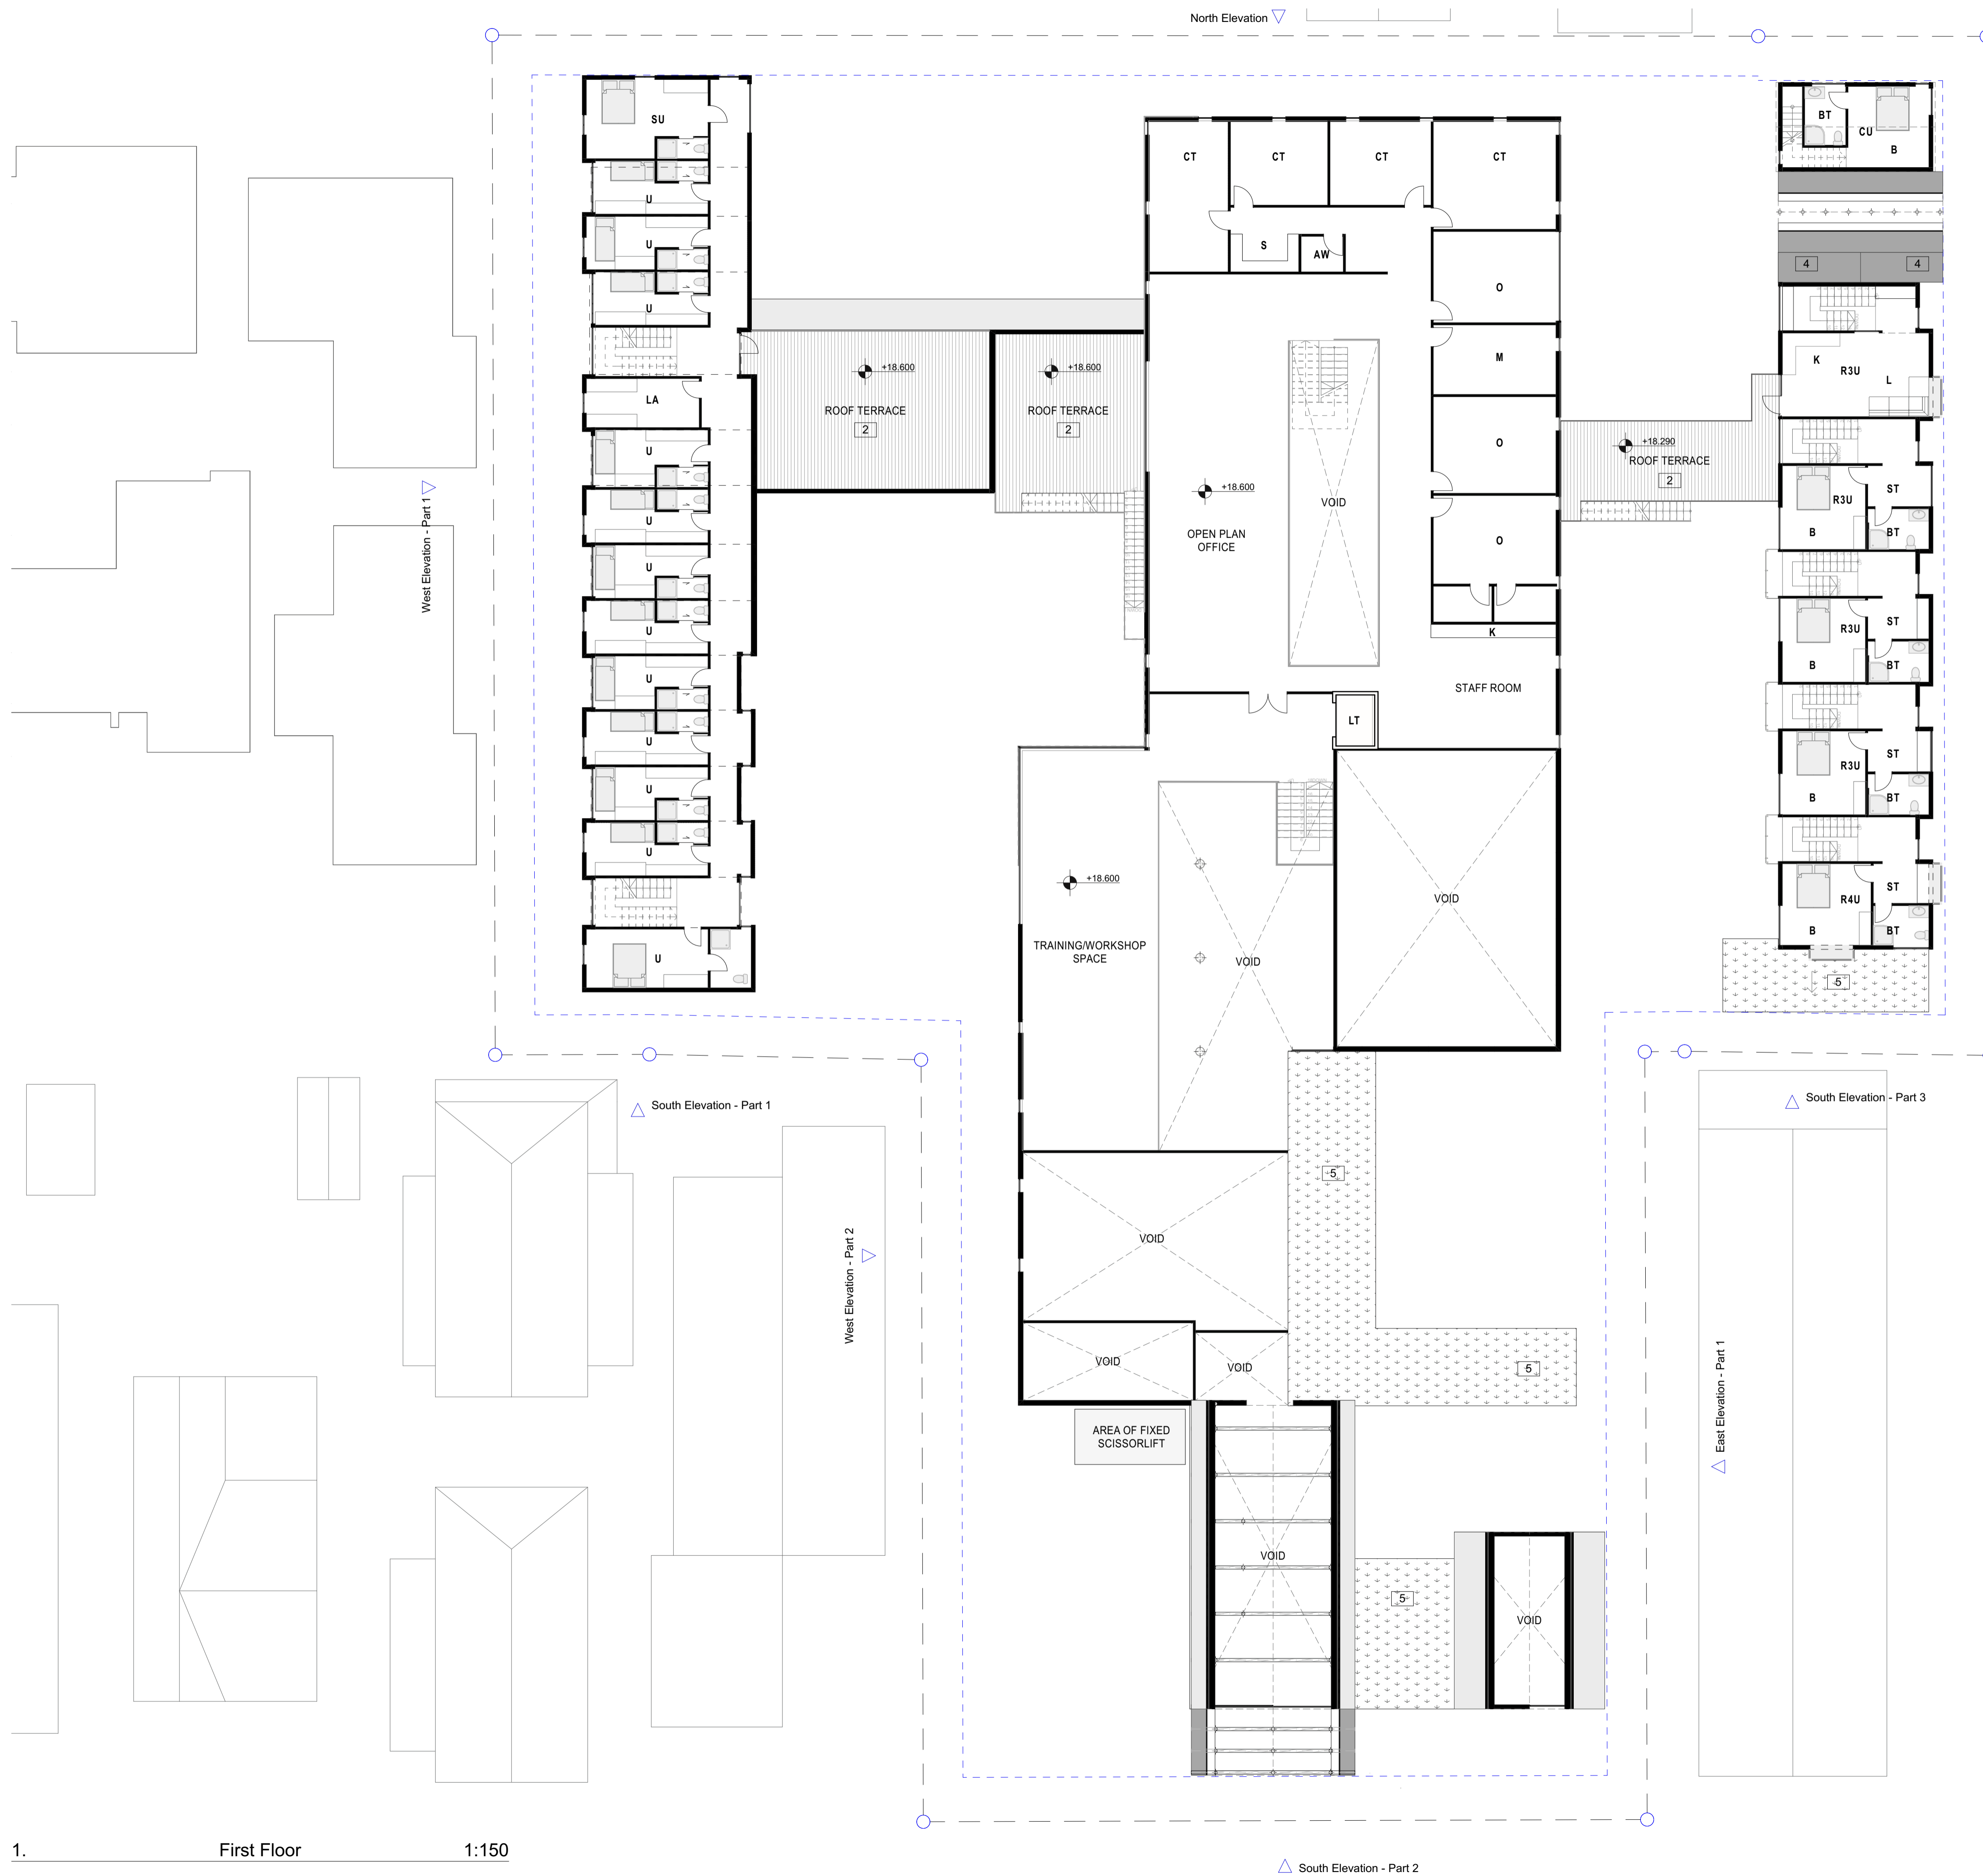 North Elevation
SU
BT
CU
B
CT
CT
CT
CT
U
U
S
AW
4
4
O
U
M
+18.600
+18.600
K
R3U
L
LA
ROOF TERRACE
ROOF TERRACE
2
2
O
+18.290
ROOF TERRACE
2
U
West Elevation - Part 1
+18.600
VOID
R3U
ST
U
OPEN PLAN
OFFICE
O
B
BT
U
U
K
R3U
ST
B
BT
U
STAFF ROOM
LT
U
R3U
ST
B
BT
U
U
+18.600
VOID
R4U
ST
B
BT
TRAINING/WORKSHOP
SPACE
VOID
U
5
South Elevation - Part 1
South Elevation - Part 3
5
West Elevation - Part 2
VOID
VOID
VOID
5
East Elevation - Part 1
AREA OF FIXED
SCISSORLIFT
VOID
5
VOID
1. First Floor 1:150
South Elevation - Part 2